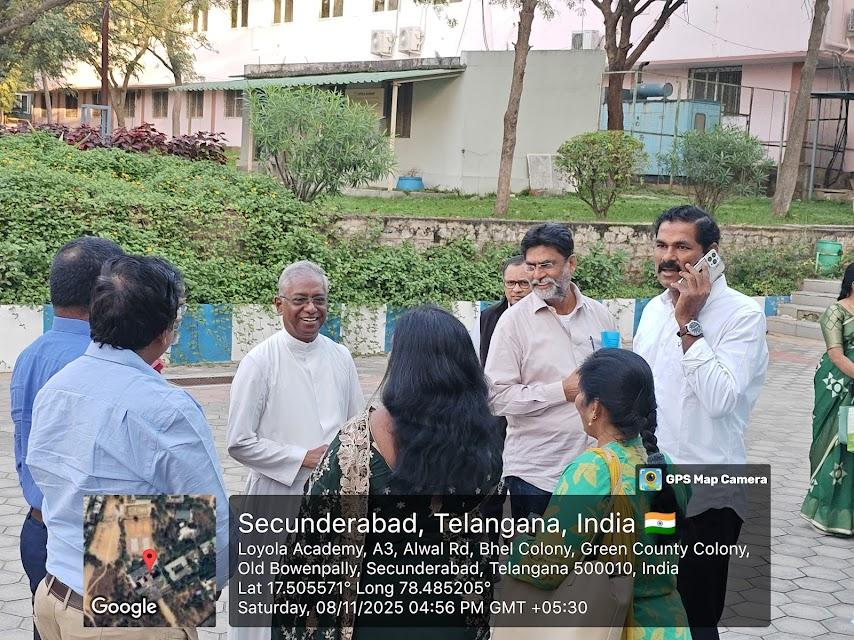 GPS Map Camera
Secunderabad, Telangana, India 🇮🇳
Loyola Academy, A3, Alwal Rd, Bhel Colony, Green County Colony,
Old Bowenpally, Secunderabad, Telangana 500010, India
Lat 17.505571° Long 78.485205°
Saturday, 08/11/2025 04:56 PM GMT +05:30
Google